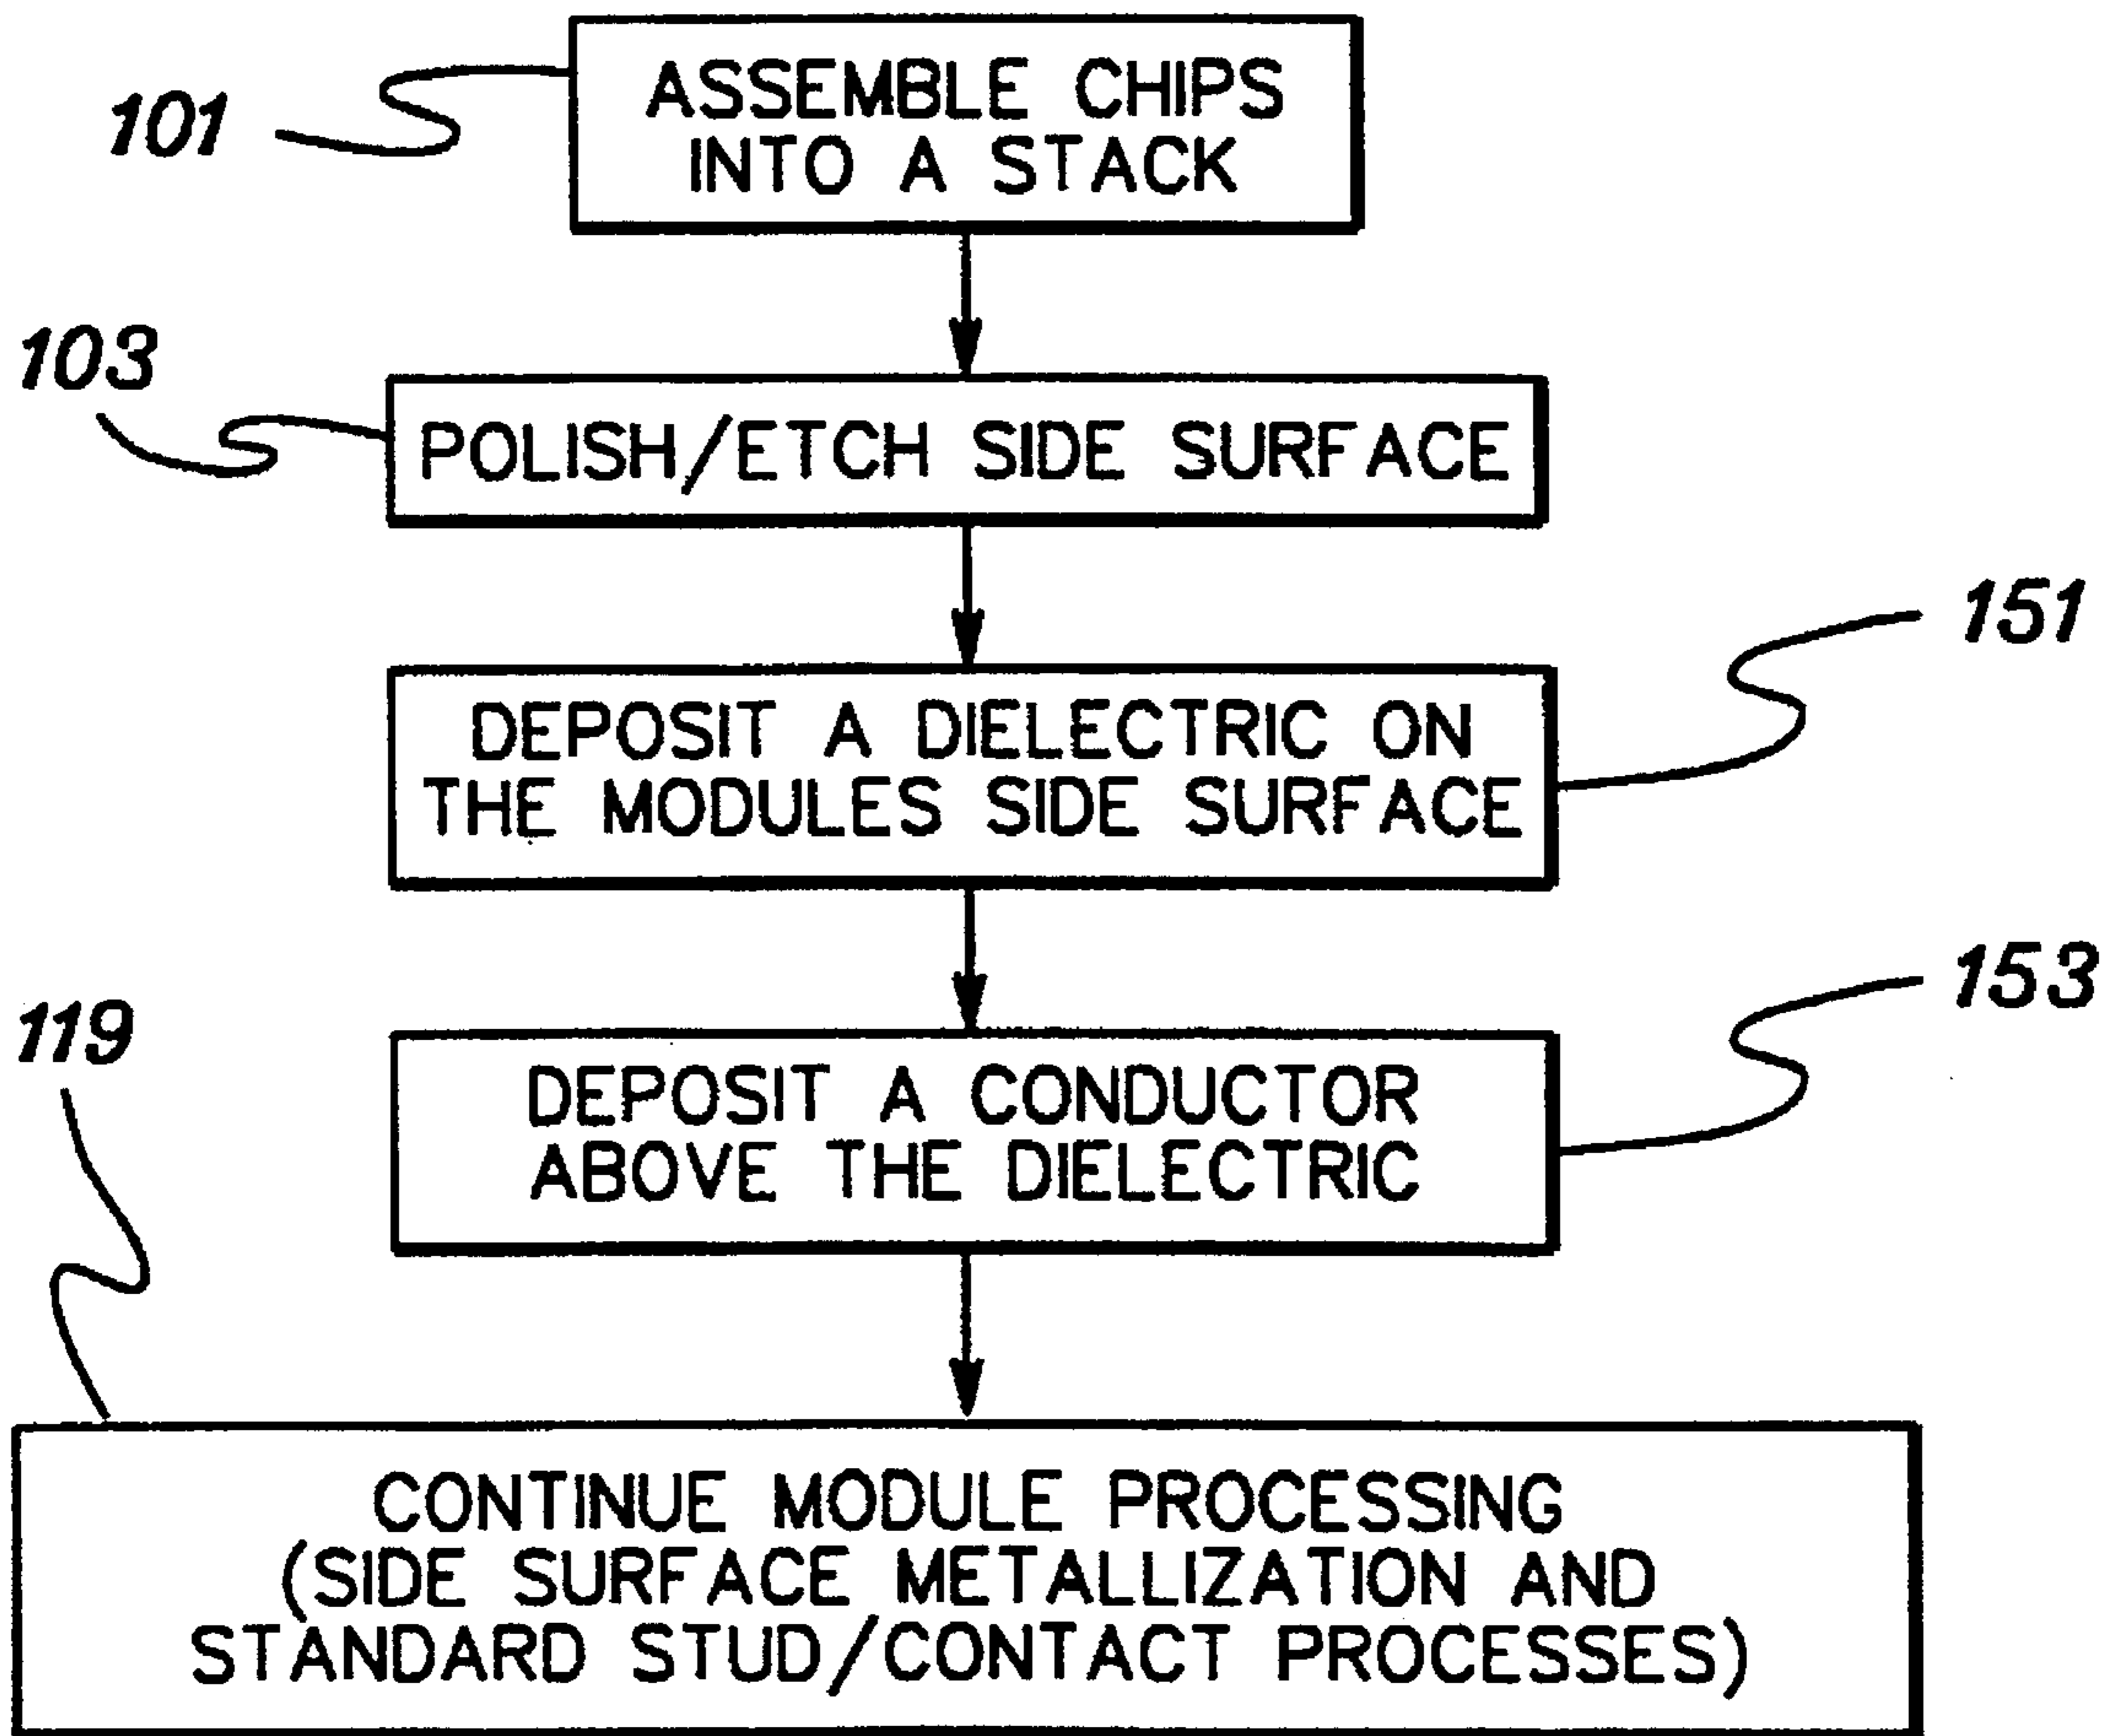 101
ASSEMBLE CHIPS
INTO A STACK
103
POLISH/ETCH SIDE SURFACE
151
DEPOSIT A DIELECTRIC ON
THE MODULES SIDE SURFACE
153
DEPOSIT A CONDUCTOR
ABOVE THE DIELECTRIC
119
CONTINUE MODULE PROCESSING
(SIDE SURFACE METALLIZATION AND
STANDARD STUD/CONTACT PROCESSES)